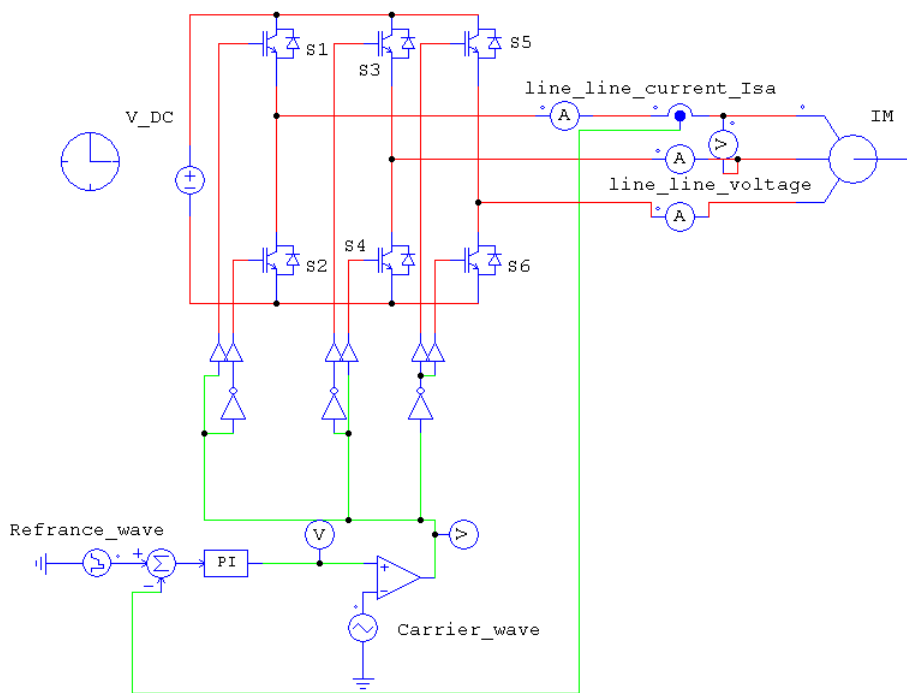 S1
S3
S5
line_line_current_Isa
V_DC
A
IM
V
A
line_line_voltage
A
S2
S4
S6
Refrance_wave
V
V
PI
Σ
Carrier_wave